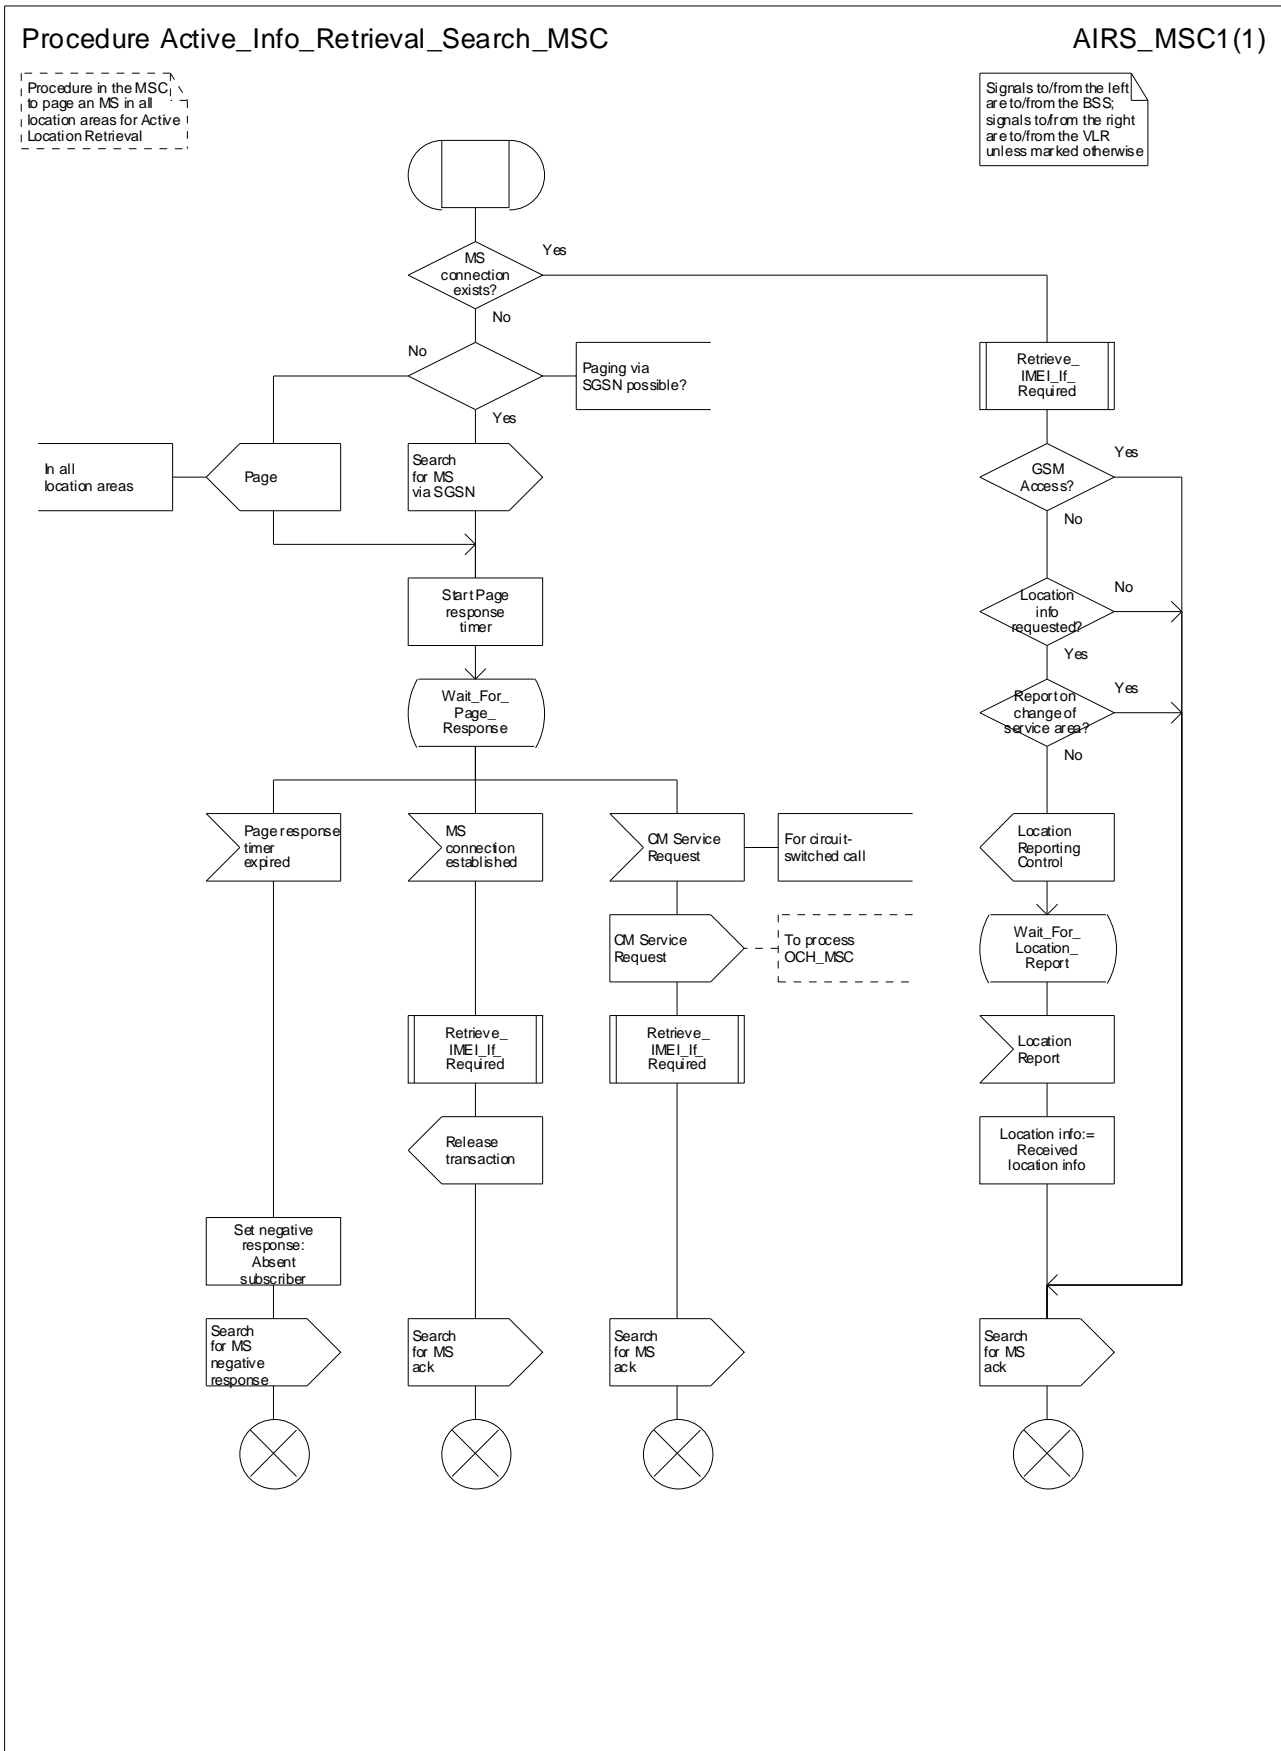 Procedure Active_Info_Retrieval_Search_MSC
AIRS_MSC1(1)
Procedure in the MSC
to page an MS in all
location areas for Active
Location Retrieval
Signals to/from the left
are to/from the BSS;
signals to/from the right
are to/from the VLR
unless marked otherwise
MS
connection
exists?
Yes
No
No
Paging via
SGSN possible?
Yes
Retrieve_
IMEI_If_
Required
In all
location areas
Page
Search
for MS
via SGSN
GSM
Access?
Yes
No
Start Page
response
timer
Location
info
requested?
No
Yes
Wait_For_
Page_
Response
Report on
change of
service area?
Yes
No
Page response
timer
expired
MS
connection
established
CM Service
Request
For circuit-
switched call
Location
Reporting
Control
CM Service
Request
To process
OCH_MSC
Wait_For_
Location_
Report
Retrieve_
IMEI_If_
Required
Retrieve_
IMEI_If_
Required
Location
Report
Release
transaction
Location info:=
Received
location info
Set negative
response:
Absent
subscriber
Search
for MS
negative
response
Search
for MS
ack
Search
for MS
ack
Search
for MS
ack